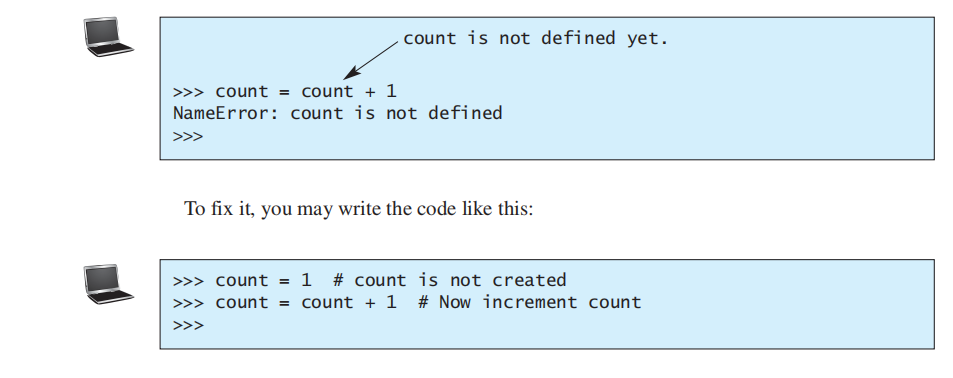 count is not defined yet.
>>> count = count + 1
NameError: count is not defined
>>>
To fix it, you may write the code like this:
>>> count = 1  # count is not created
>>> count = count + 1  # Now increment count
>>>